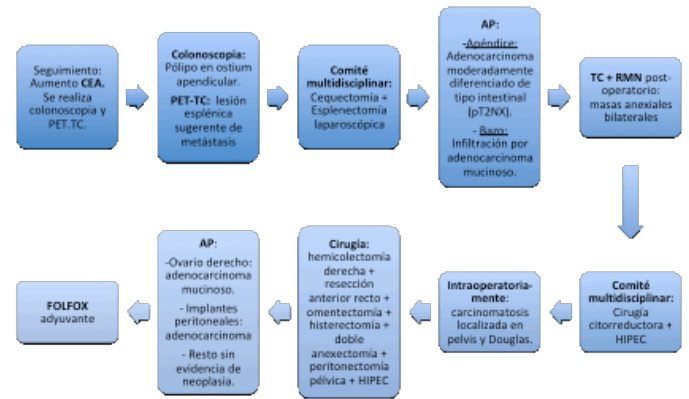 Seguimiento:
Aumento CEA.
Se realiza
colonoscopia y
PET.TC.
Colonoscopia:
Pólipo en ostium
apendicular.
PET-TC: lesión
esplénica
sugerente de
metástasis
Comité
multidisciplinar:
Cequectomía +
Esplenectomía
laparoscópica
AP:
-Apéndice:
Adenocarcinoma
moderadamente
diferenciado de
tipo intestinal
(pT2NX).
- Bazo:
Infiltración por
adenocarcinoma
mucinoso.
TC + RMN post-
operatorio:
masas anexiales
bilaterales
Comité
multidisciplinar:
Cirugía
citorreductora +
HIPEC
Intraoperatoria-
mente:
carcinomatosis
localizada en
pelvis y Douglas.
Cirugía:
hemicolectomía
derecha +
resección
anterior recto +
omentectomía +
histerectomía +
doble
anexectomía +
peritonectomía
pélvica + HIPEC
AP:
-Ovario derecho:
adenocarcinoma
mucinoso.
- Implantes
peritoneales:
adenocarcinoma
- Resto sin
evidencia de
neoplasia.
FOLFOX
adyuvante